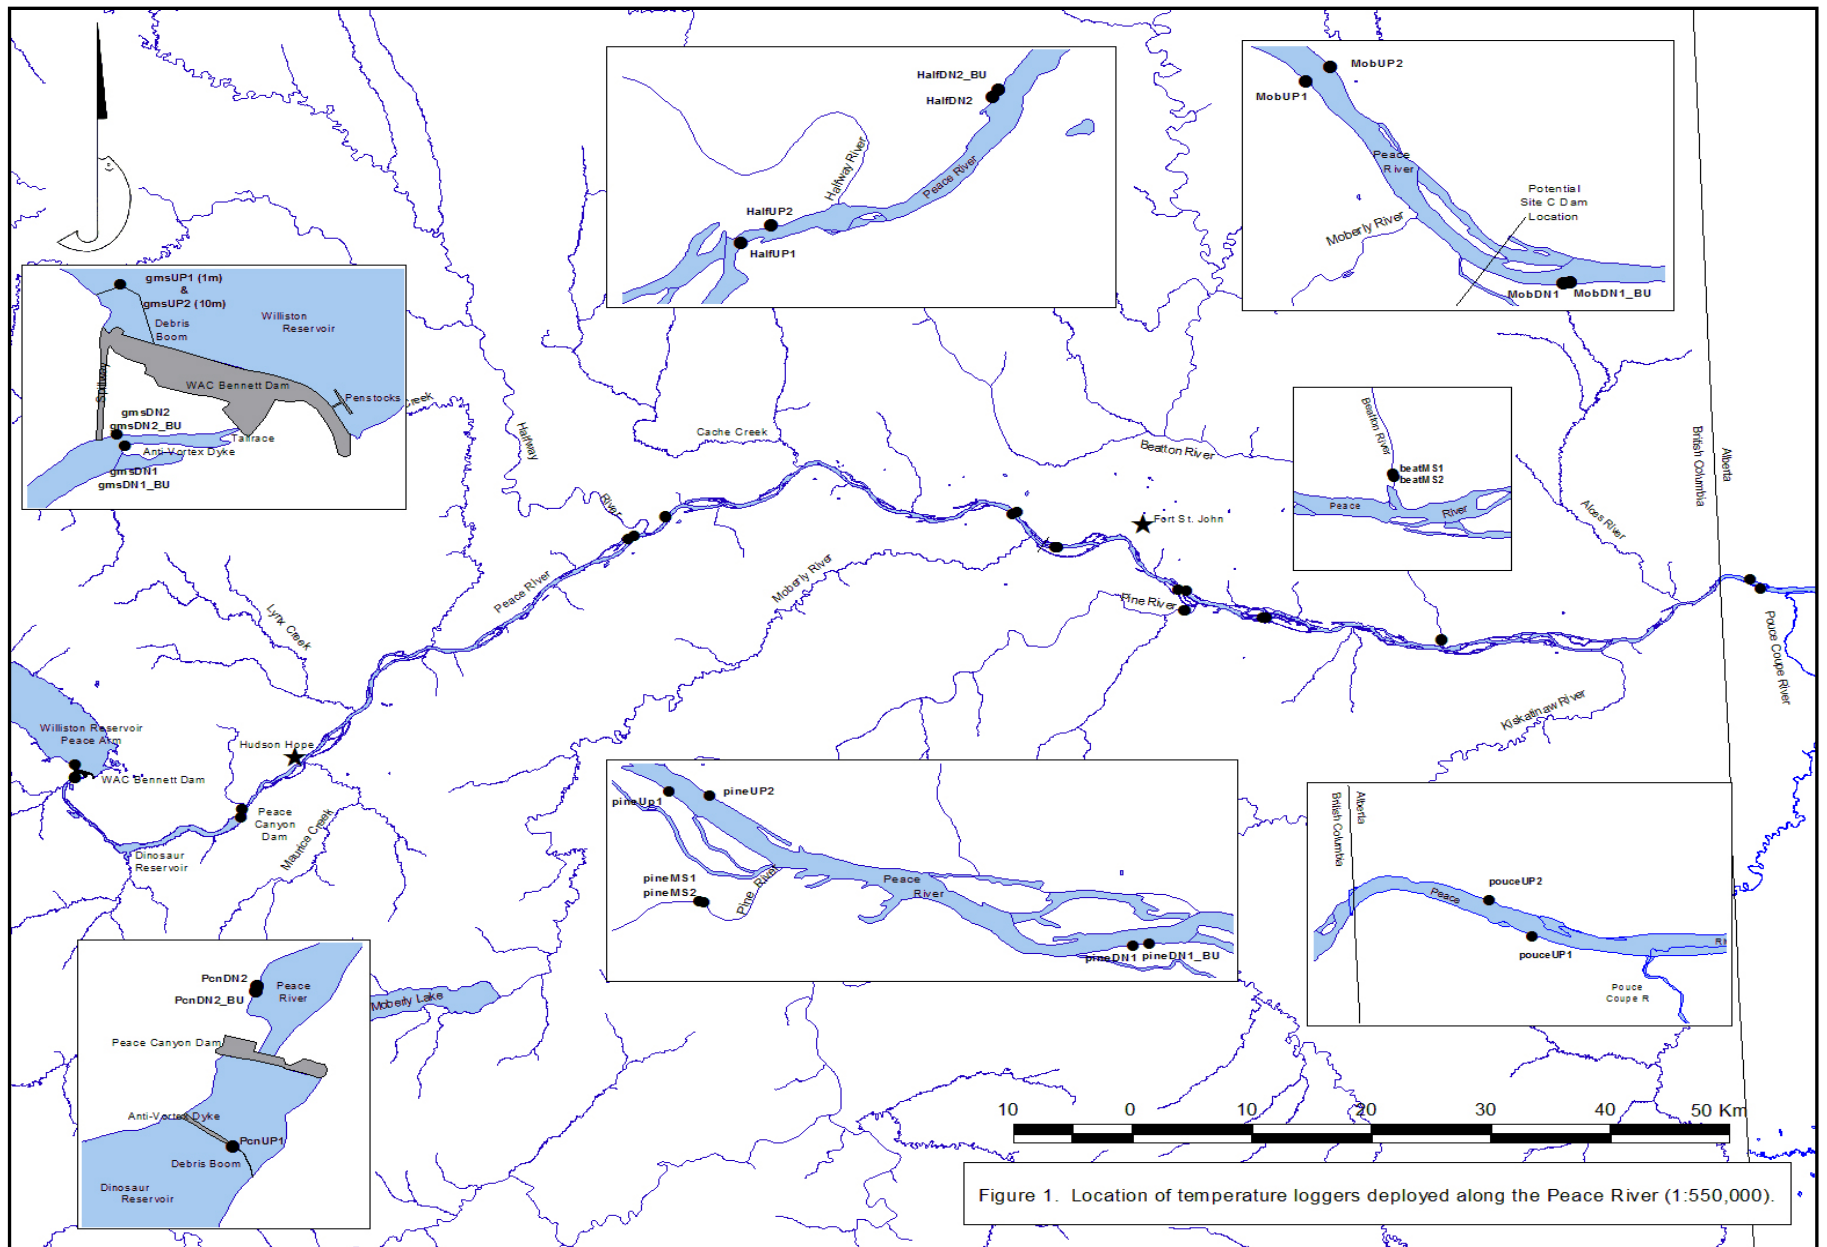 HalfDN2_BU
HalfDN2
Halfway River
Peace River
HalfUP2
HalfUP1
MobUP2
MobUP1
Peace
River
Potential
Site C Dam
Location
Moberly River
MobDN1 MobDN1_BU
gmsUP1 (1m)
&
gmsUP2 (10m)
Debris
Boom
Williston
Reservoir
WAC Bennett Dam
Penstocks
gmsDN2
gmsDN2_BU
Tailrace
Anti Vortex Dyke
gmsDN1
gmsDN1_BU
Creek
Halfway
River
Cache Creek
Beatton River
Beatton River
beatMS1
beatMS2
Peace
River
British Columbia
Alberta
Alces River
Fort St. John
Moberly River
Peace River
Pine River
Lynx Creek
Pouce Coupe River
Kiskatinaw River
Williston Reservoir
Peace Arm
WAC Bennett Dam
Hudson Hope
Peace
Canyon
Dam
Dinosaur
Reservoir
Maurice Creek
pineUp1
pineUP2
pineMS1
pineMS2
Pine River
Peace
River
pineDN1 pineDN1_BU
British Columbia
Alberta
Peace
pouceUP2
pouceUP1
Pouce
Coupe R
PcnDN2
PcnDN2_BU
Peace
River
Peace Canyon Dam
Anti-Vortex Dyke
PcnUP1
Debris Boom
Dinosaur
Reservoir
Moberly Lake
10 0 10 20 30 40 50 Km
Figure 1. Location of temperature loggers deployed along the Peace River (1:550,000).